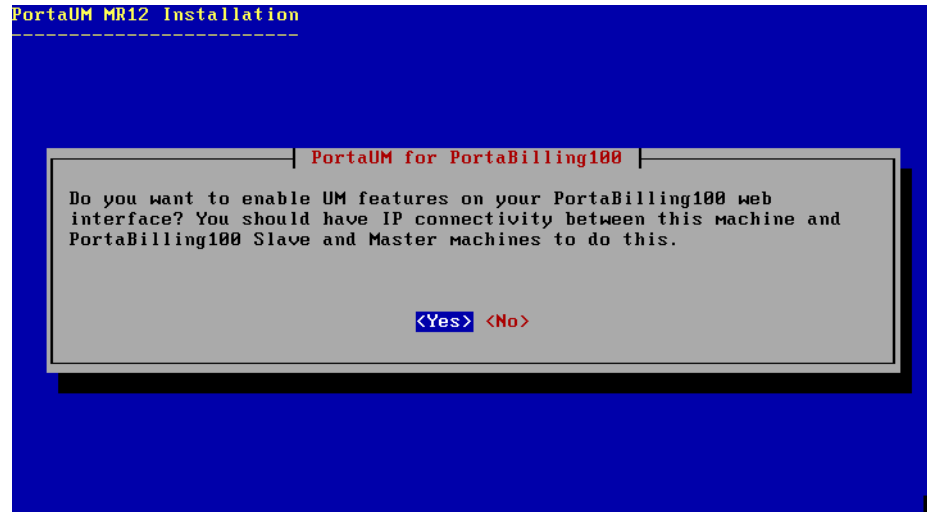 PortaUM MR12 Installation
-------------------------
PortaUM for PortaBilling100
Do you want to enable UM features on your PortaBilling100 web
interface? You should have IP connectivity between this machine and
PortaBilling100 Slave and Master machines to do this.
<Yes> <No>